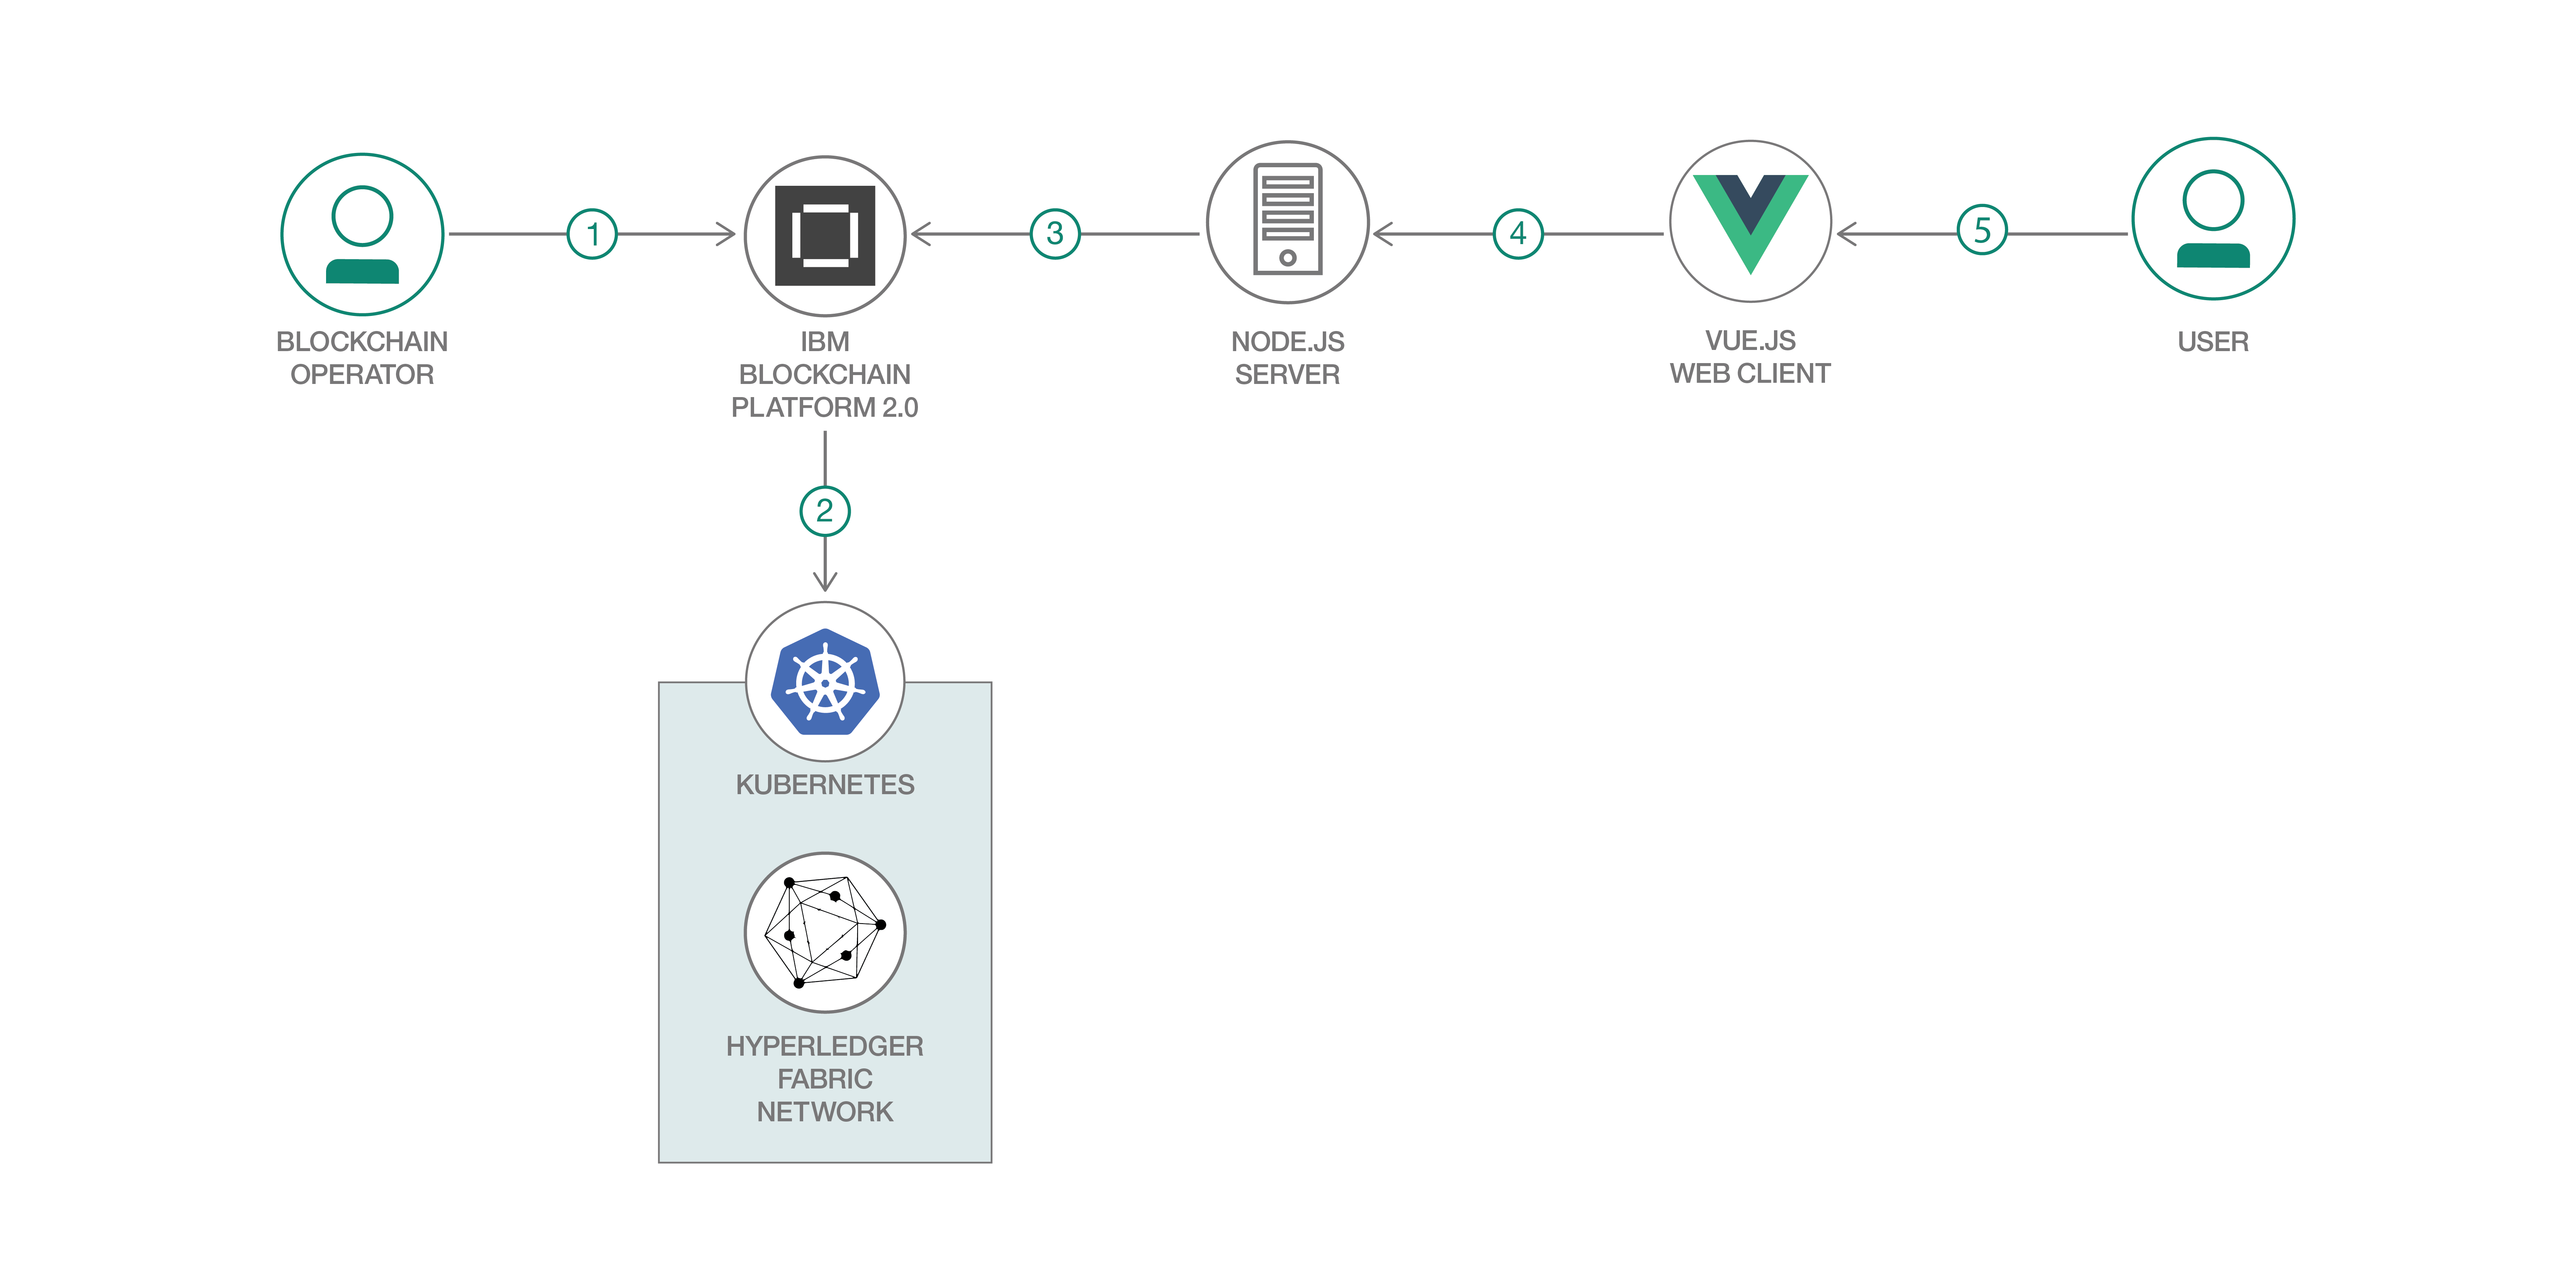 1
3
4
5
BLOCKCHAIN
OPERATOR
IBM
BLOCKCHAIN
PLATFORM 2.0
NODE.JS
SERVER
VUE.JS
WEB CLIENT
USER
2
KUBERNETES
HYPERLEDGER
FABRIC
NETWORK